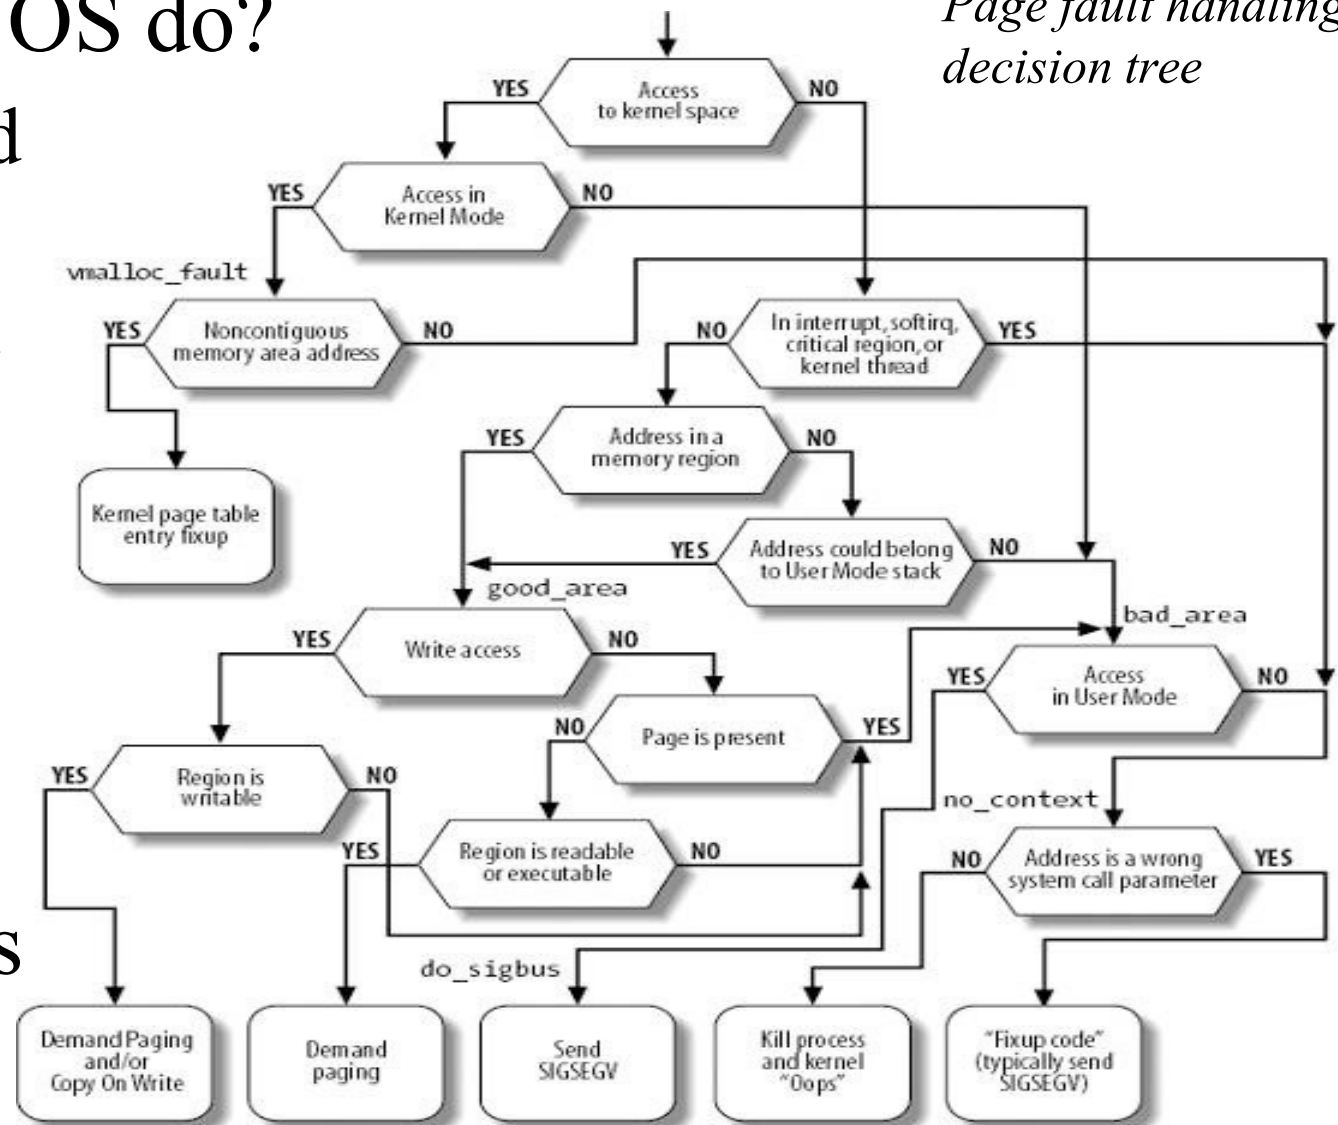 OS do?
Page fault handling
decision tree
d
YES
Access
to kernel space
NO
YES
Access in
Kernel Mode
NO
vmalloc_fault
YES
Noncontiguous
memory area address
NO
NO
In interrupt, softirq,
critical region, or
kernel thread
YES
YES
Address in a
memory region
NO
Kernel page table
entry fixup
YES
Address could belong
to User Mode stack
NO
good_area
bad_area
YES
Write access
NO
YES
Access
in User Mode
NO
NO
Page is present
YES
YES
Region is
writable
NO
no_context
YES
Region is readable
or executable
NO
NO
Address is a wrong
system call parameter
YES
s
do_sigbus
Demand Paging
and/or
Copy On Write
Demand
paging
Send
SIGSEGV
Kill process
and kernel
"Oops"
"Fixup code"
(typically send
SIGSEGV)